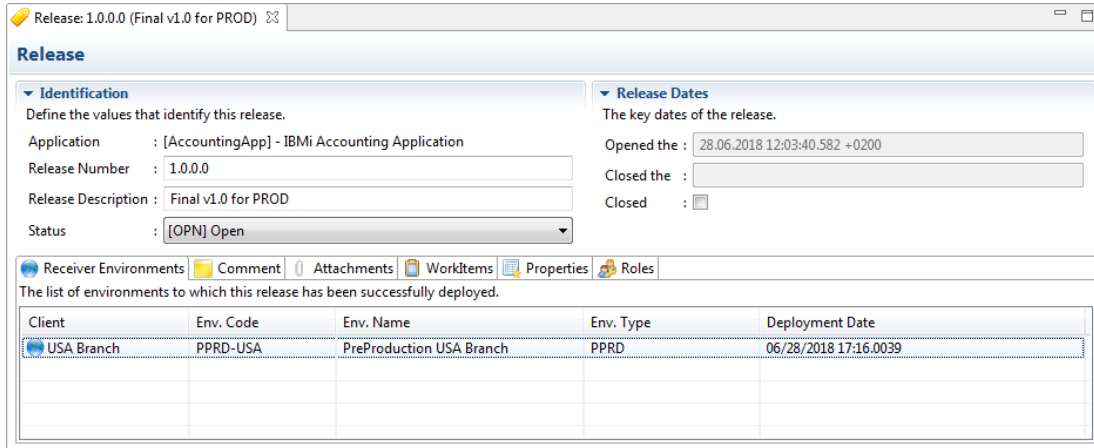 Release: 1.0.0.0 (Final v1.0 for PROD)
Release
Identification
Define the values that identify this release.
Application : [AccountingApp] - IBMi Accounting Application
Release Number : 1.0.0.0
Release Description : Final v1.0 for PROD
Status : [OPN] Open
Release Dates
The key dates of the release.
Opened the : 28.06.2018 12:03:40.582 +0200
Closed the :
Closed :
Receiver Environments Comment Attachments WorkItems Properties Roles
The list of environments to which this release has been successfully deployed.
Client Env. Code Env. Name Env. Type Deployment Date
USA Branch PPRD-USA PreProduction USA Branch PPRD 06/28/2018 17:16.0039